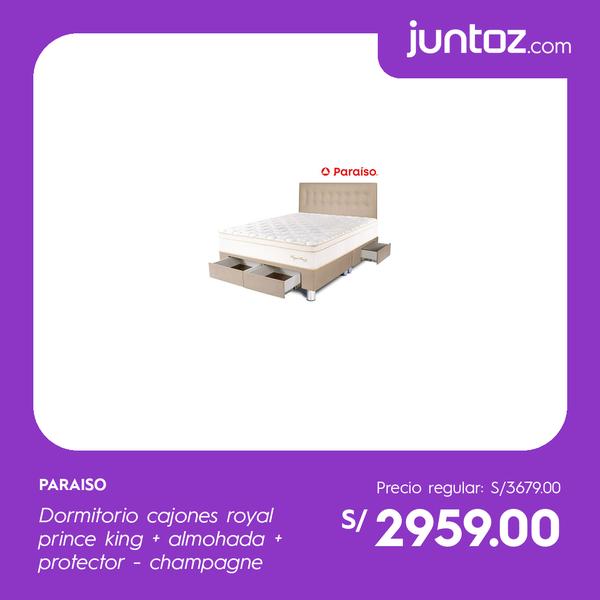 juntoz.com
Paraiso
PARAISO
Dormitorio cajones royal
prince king + almohada +
protector - champagne
Precio regular: S/3679.00
S/ 2959.00